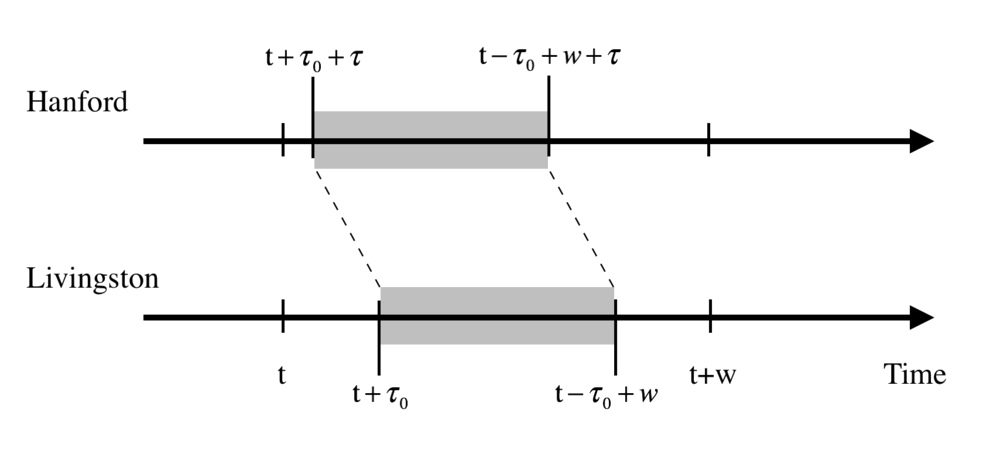 t+τ₀+τ
t−τ₀+w+τ
Hanford
Livingston
t
t+τ₀
t−τ₀+w
t+w
Time